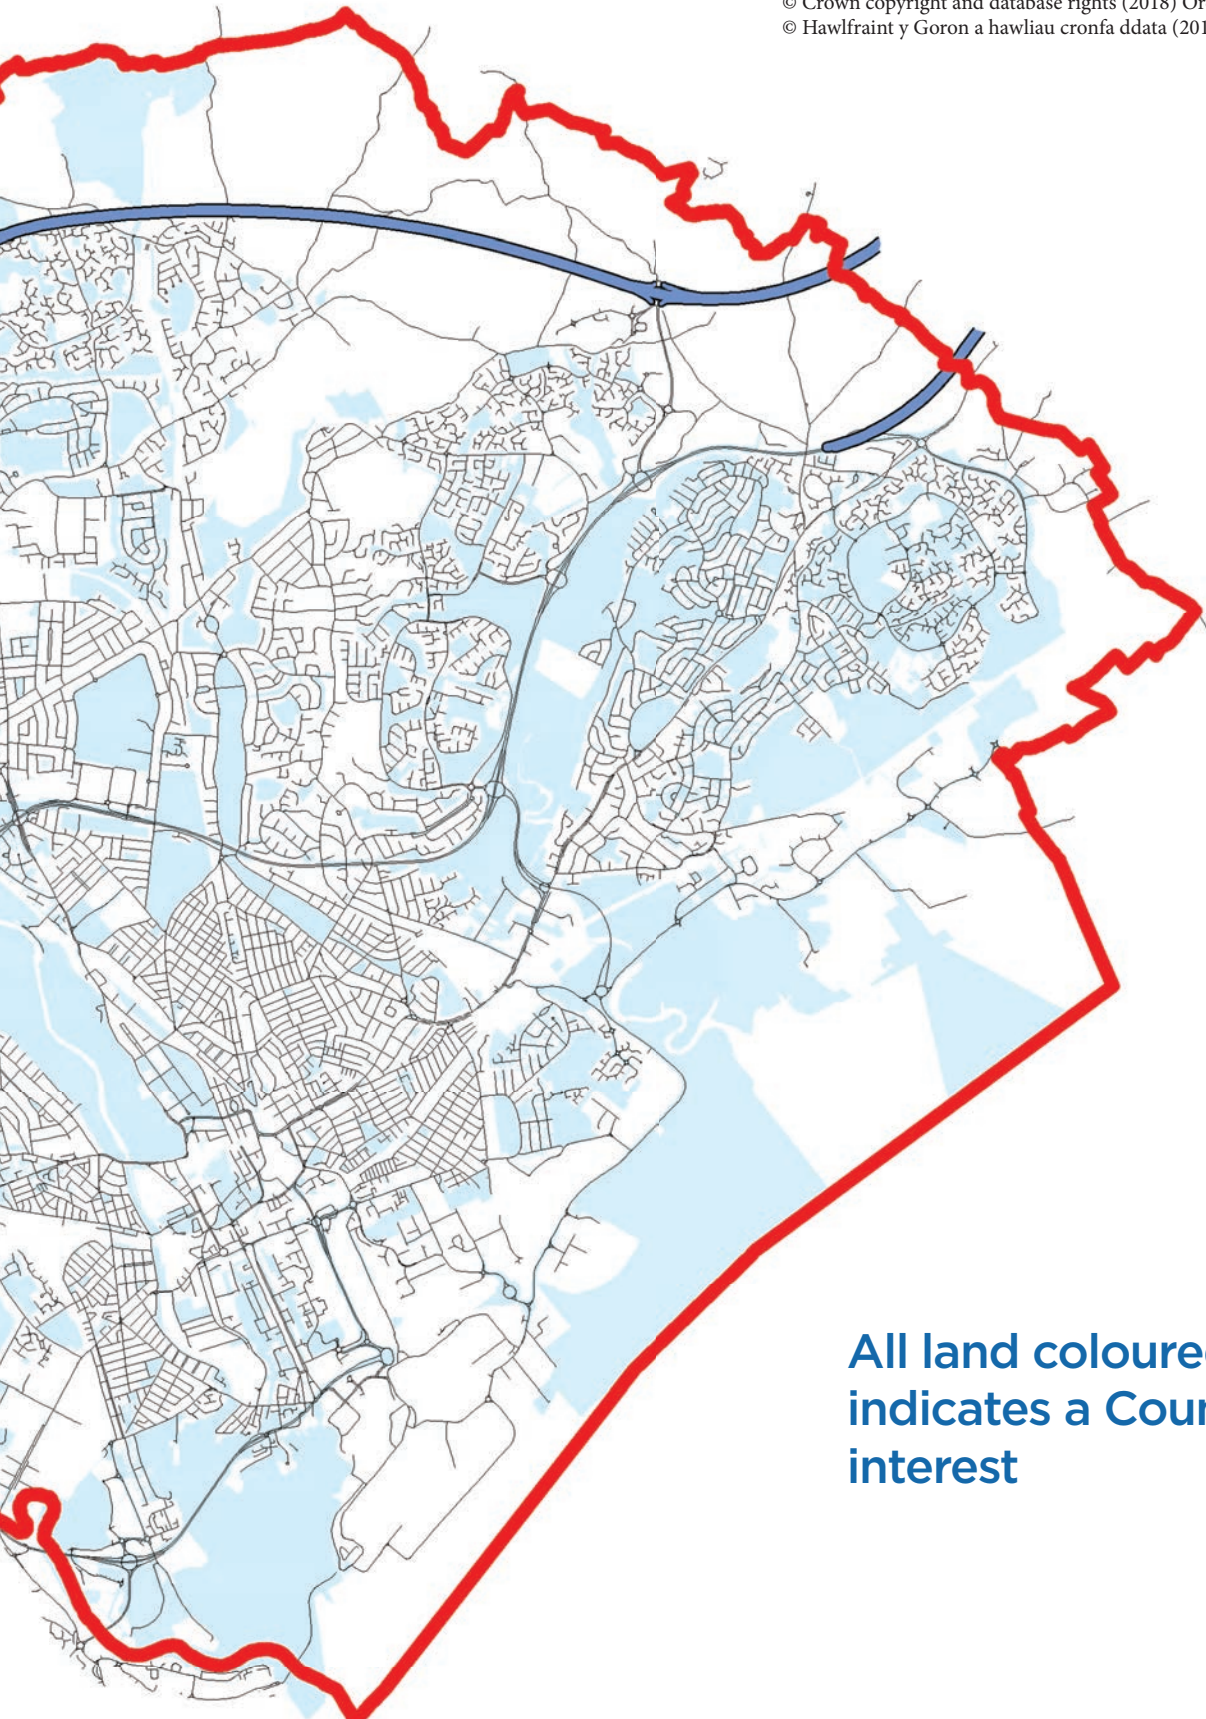 © Crown copyright and database rights (2018) Or
© Hawlfraint y Goron a hawliau cronfa ddata (201
All land coloure
indicates a Cour
interest